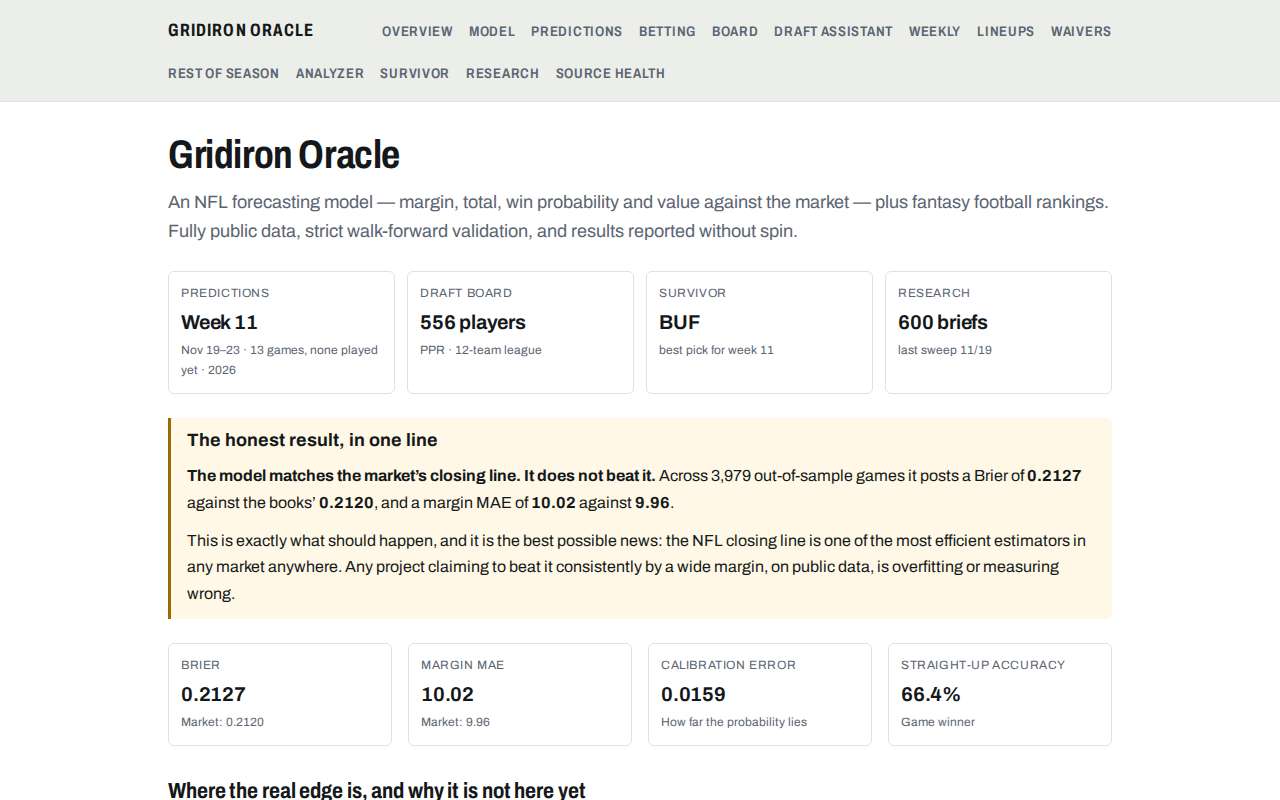 GRIDIRON ORACLE
OVERVIEW MODEL PREDICTIONS BETTING BOARD DRAFT ASSISTANT WEEKLY LINEUPS WAIVERS
REST OF SEASON ANALYZER SURVIVOR RESEARCH SOURCE HEALTH
Gridiron Oracle
An NFL forecasting model — margin, total, win probability and value against the market — plus fantasy football rankings.
Fully public data, strict walk-forward validation, and results reported without spin.
PREDICTIONS
Week 11
Nov 19–23 · 13 games, none played
yet · 2026
DRAFT BOARD
556 players
PPR · 12-team league
SURVIVOR
BUF
best pick for week 11
RESEARCH
600 briefs
last sweep 11/19
The honest result, in one line
The model matches the market’s closing line. It does not beat it. Across 3,979 out-of-sample games it posts a Brier of 0.2127
against the books’ 0.2120, and a margin MAE of 10.02 against 9.96.
This is exactly what should happen, and it is the best possible news: the NFL closing line is one of the most efficient estimators in
any market anywhere. Any project claiming to beat it consistently by a wide margin, on public data, is overfitting or measuring
wrong.
BRIER
0.2127
Market: 0.2120
MARGIN MAE
10.02
Market: 9.96
CALIBRATION ERROR
0.0159
How far the probability lies
STRAIGHT-UP ACCURACY
66.4%
Game winner
Where the real edge is, and why it is not here yet